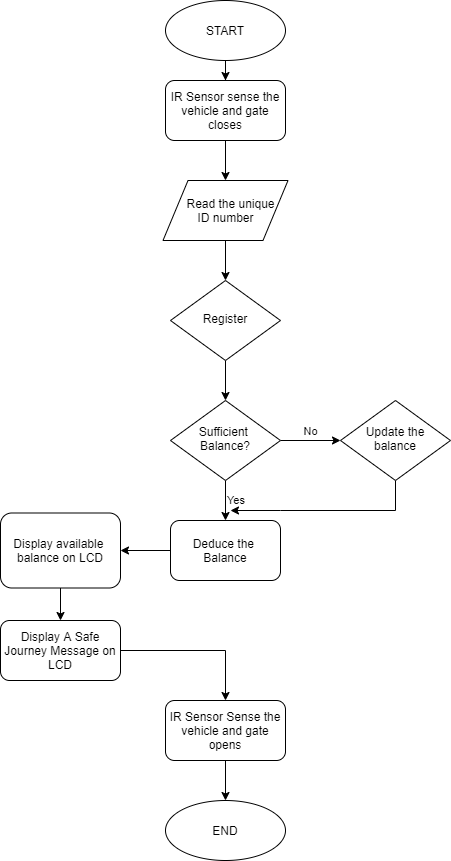 START
IR Sensor sense the
vehicle and gate
closes
Read the unique
ID number
Register
Sufficient
Balance?
No
Update the
balance
Yes
Deduce the
Balance
Display available
balance on LCD
Display A Safe
Journey Message on
LCD
IR Sensor Sense the
vehicle and gate
opens
END